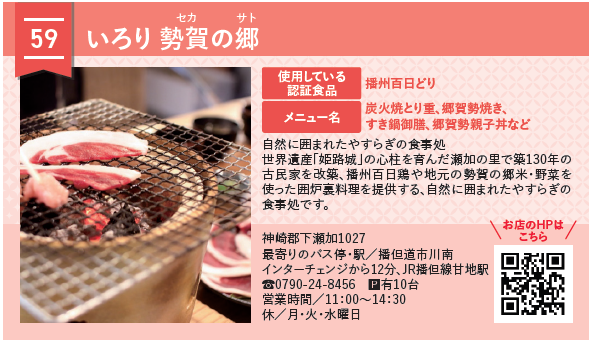 59
セカ サト
いろり 勢賀の郷
使用している
認証食品
播州百日どり
メニュー名
炭火焼とり重、郷賀勢焼き、
すき鍋御膳、郷賀勢親子丼など
自然に囲まれたやすらぎの食事処
世界遺産｢姫路城｣の心柱を育んだ瀬加の里で築130年の
古民家を改築、播州百日鶏や地元の勢賀の郷米・野菜を
使った囲炉裏料理を提供する、自然に囲まれたやすらぎの
食事処です。
お店のHPは
こちら
神崎郡下瀬加1027
最寄りのバス停・駅／播但道市川南
インターチェンジから12分、JR播但線甘地駅
☎0790-24-8456 🅿有10台
営業時間／11:00〜14:30
休／月・火・水曜日